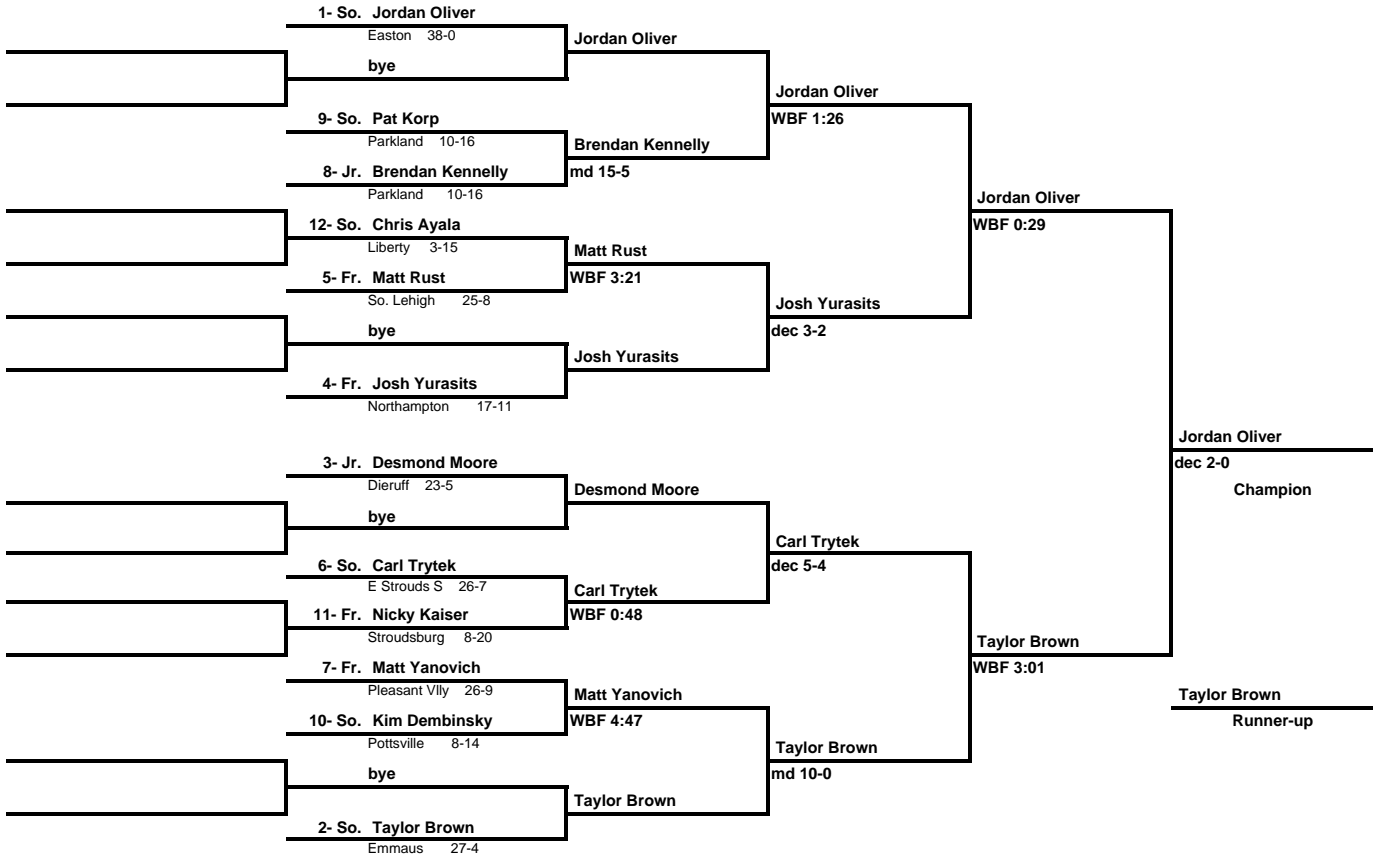 1- So. Jordan Oliver
Easton 38-0
Jordan Oliver
bye
Jordan Oliver
WBF 1:26
9- So. Pat Korp
Parkland 10-16
Brendan Kennelly
md 15-5
8- Jr. Brendan Kennelly
Parkland 10-16
Jordan Oliver
WBF 0:29
12- So. Chris Ayala
Liberty 3-15
Matt Rust
WBF 3:21
5- Fr. Matt Rust
So. Lehigh 25-8
Josh Yurasits
dec 3-2
bye
Josh Yurasits
4- Fr. Josh Yurasits
Northampton 17-11
Jordan Oliver
dec 2-0
Champion
3- Jr. Desmond Moore
Dieruff 23-5
Desmond Moore
bye
Carl Trytek
dec 5-4
6- So. Carl Trytek
E Strouds S 26-7
Carl Trytek
WBF 0:48
11- Fr. Nicky Kaiser
Stroudsburg 8-20
Taylor Brown
WBF 3:01
7- Fr. Matt Yanovich
Pleasant Vlly 26-9
Matt Yanovich
WBF 4:47
10- So. Kim Dembinsky
Pottsville 8-14
Taylor Brown
Runner-up
Taylor Brown
md 10-0
bye
Taylor Brown
2- So. Taylor Brown
Emmaus 27-4